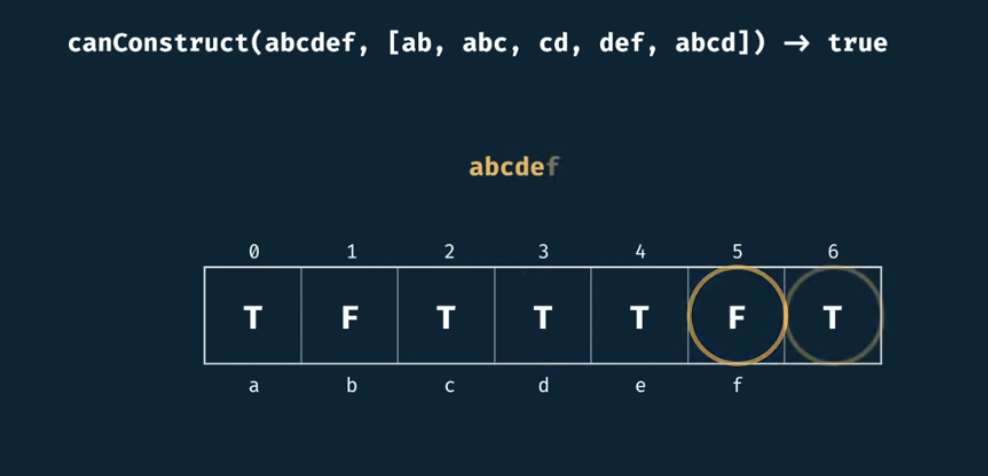 canConstruct(abcdef, [ab, abc, cd, def, abcd]) → true
abcdef
0 1 2 3 4 5 6
T F T T T F T
a b c d e f